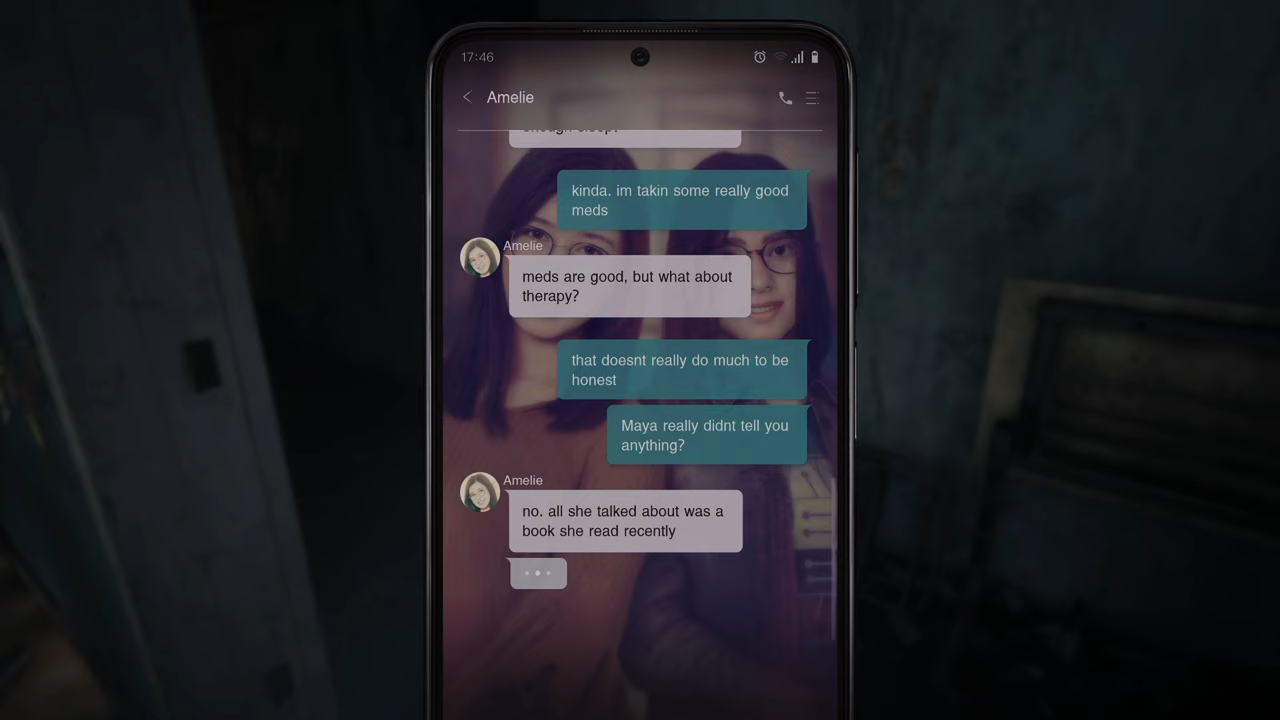 17:46
Amelie
kinda. im takin some really good
meds
Amelie
meds are good, but what about
therapy?
that doesnt really do much to be
honest
Maya really didnt tell you
anything?
Amelie
no. all she talked about was a
book she read recently